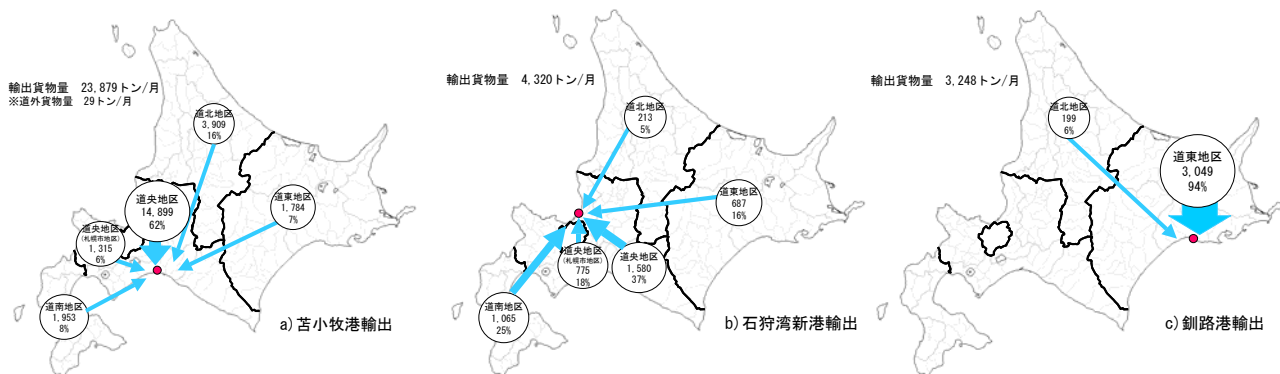 輸出貨物量 23,879トン/月
※道外貨物量 29トン/月
道北地区
3,909
16%
道央地区
14,899
62%
道東地区
1,784
7%
道央地区
(札幌市地区)
1,315
6%
道南地区
1,953
8%
a)苫小牧港輸出
輸出貨物量 4,320トン/月
道北地区
213
5%
道東地区
687
16%
道央地区
(札幌市地区)
775
18%
道央地区
1,580
37%
道南地区
1,065
25%
b)石狩湾新港輸出
輸出貨物量 3,248トン/月
道北地区
199
6%
道東地区
3,049
94%
c)釧路港輸出